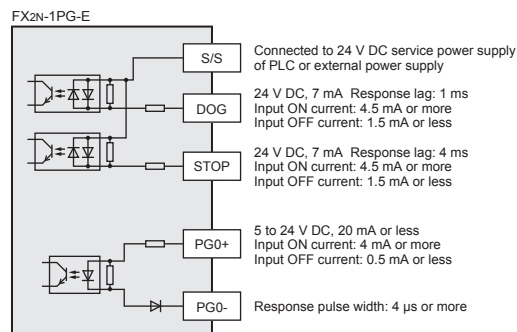 FX2N-1PG-E
S/S
Connected to 24 V DC service power supply
of PLC or external power supply
DOG
24 V DC, 7 mA Response lag: 1 ms
Input ON current: 4.5 mA or more
Input OFF current: 1.5 mA or less
STOP
24 V DC, 7 mA Response lag: 4 ms
Input ON current: 4.5 mA or more
Input OFF current: 1.5 mA or less
PG0+
5 to 24 V DC, 20 mA or less
Input ON current: 4 mA or more
Input OFF current: 0.5 mA or less
PG0-
Response pulse width: 4 µs or more